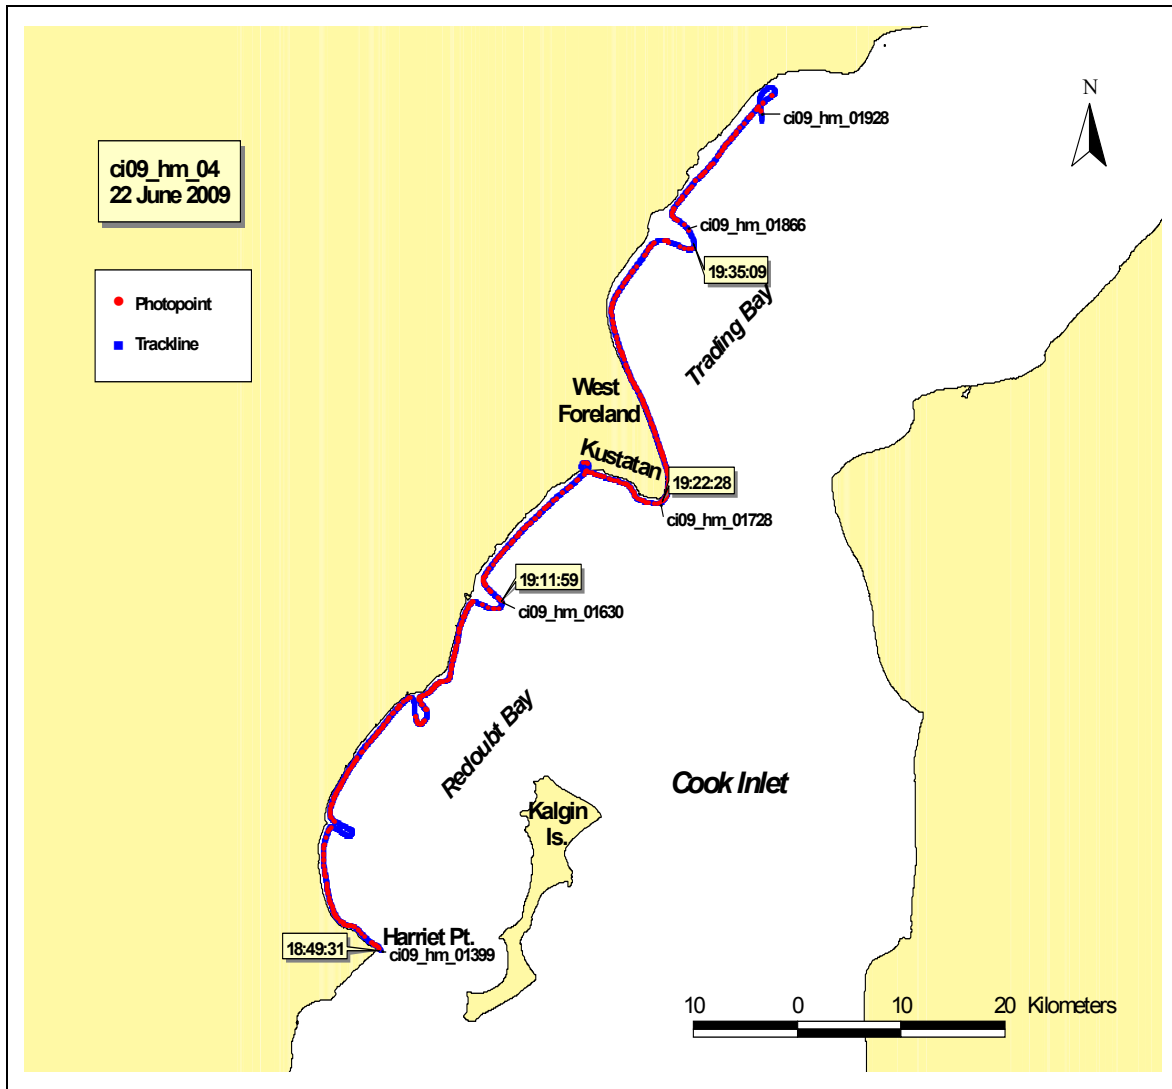 ci09_hm_01928
N
ci09_hm_04
22 June 2009
ci09_hm_01866
19:35:09
Photopoint
Trackline
Trading Bay
West
Foreland
Kustatan
19:22:28
ci09_hm_01728
19:11:59
ci09_hm_01630
Redoubt Bay
Cook Inlet
Kalgin
Is.
Harriet Pt.
18:49:31
ci09_hm_01399
10 0 10 20 Kilometers